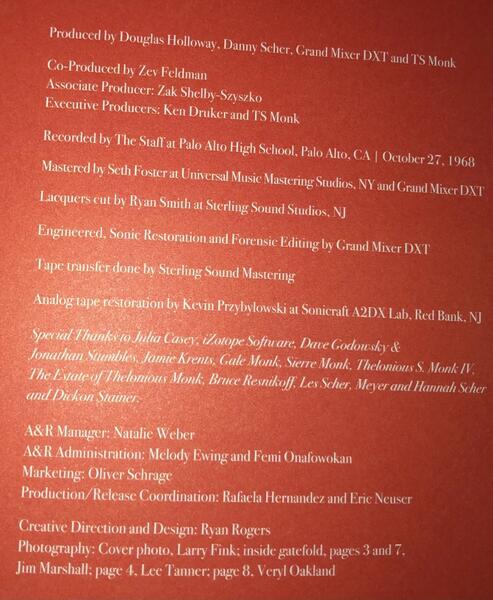 Produced by Douglas Holloway, Danny Scher, Grand Mixer DXT and TS Monk
Co-Produced by Zev Feldman
Associate Producer: Zak Shelby-Szyszko
Executive Producers: Ken Druker and TS Monk
Recorded by The Staff at Palo Alto High School, Palo Alto, CA | October 27, 1968
Mastered by Seth Foster at Universal Music Mastering Studios, NY and Grand Mixer DXT
Lacquers cut by Ryan Smith at Sterling Sound Studios, NJ
Engineered, Sonic Restoration and Forensic Editing by Grand Mixer DXT
Tape transfer done by Sterling Sound Mastering
Analog tape restoration by Kevin Przybylowski at Sonicraft A2DX Lab, Red Bank, NJ
Special Thanks to Julia Casey, iZotope Software, Dave Godowsky &
Jonathan Stumbles, Jamie Krents, Gale Monk, Sierre Monk, Thelonious S. Monk IV,
The Estate of Thelonious Monk, Bruce Resnikoff, Les Scher, Meyer and Hannah Scher
and Dickon Stainer.
A&R Manager: Natalie Weber
A&R Administration: Melody Ewing and Femi Onafowokan
Marketing: Oliver Schrage
Production/Release Coordination: Rafaela Hernandez and Eric Neuser
Creative Direction and Design: Ryan Rogers
Photography: Cover photo, Larry Fink; inside gatefold, pages 3 and 7,
Jim Marshall; page 4, Lee Tanner; page 8, Veryl Oakland